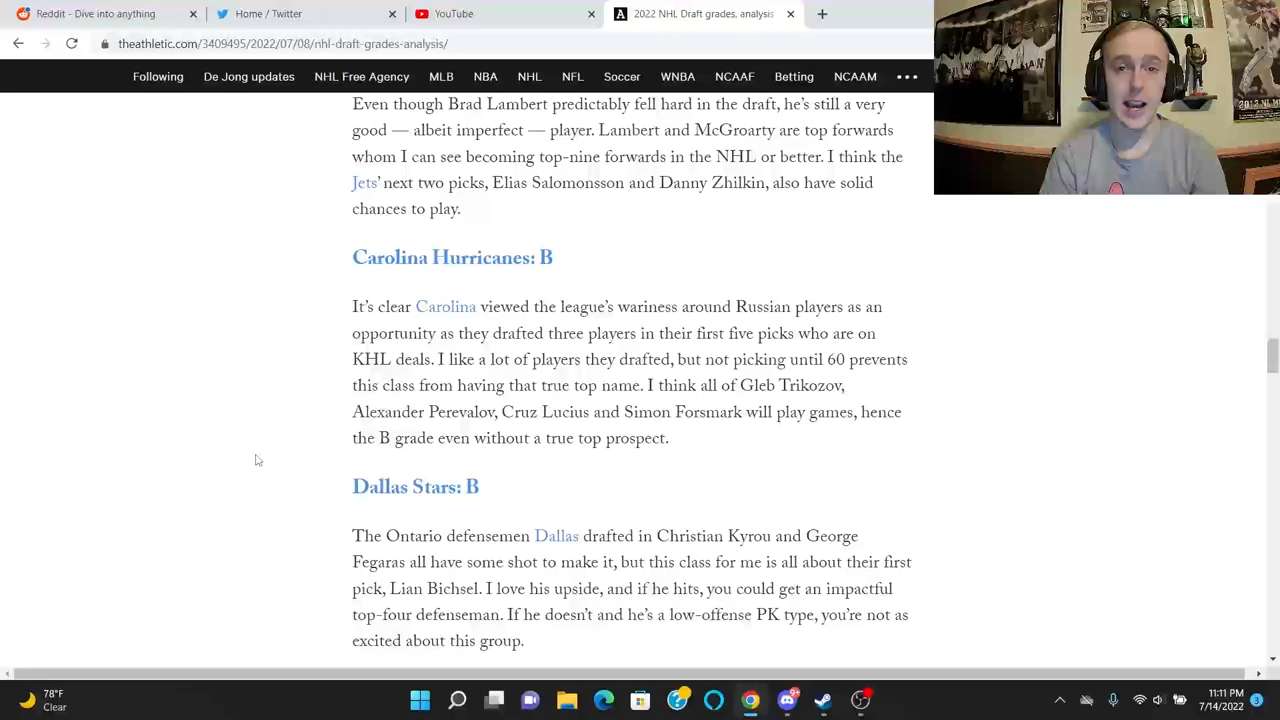 Reddit - Dive into anything
Home / Twitter
YouTube
2022 NHL Draft grades, analysis
theathletic.com/3409495/2022/07/08/nhl-draft-grades-analysis/
Following De Jong updates NHL Free Agency MLB NBA NHL NFL Soccer WNBA NCAAF Betting NCAAM
Even though Brad Lambert predictably fell hard in the draft, he's still a very
good — albeit imperfect — player. Lambert and McGroarty are top forwards
whom I can see becoming top-nine forwards in the NHL or better. I think the
Jets' next two picks, Elias Salomonsson and Danny Zhilkin, also have solid
chances to play.
Carolina Hurricanes: B
It's clear Carolina viewed the league's wariness around Russian players as an
opportunity as they drafted three players in their first five picks who are on
KHL deals. I like a lot of players they drafted, but not picking until 60 prevents
this class from having that true top name. I think all of Gleb Trikozov,
Alexander Perevalov, Cruz Lucius and Simon Forsmark will play games, hence
the B grade even without a true top prospect.
Dallas Stars: B
The Ontario defensemen Dallas drafted in Christian Kyrou and George
Fegaras all have some shot to make it, but this class for me is all about their first
pick, Lian Bichsel. I love his upside, and if he hits, you could get an impactful
top-four defenseman. If he doesn't and he's a low-offense PK type, you're not as
excited about this group.
78°F
Clear
11:11 PM
7/14/2022